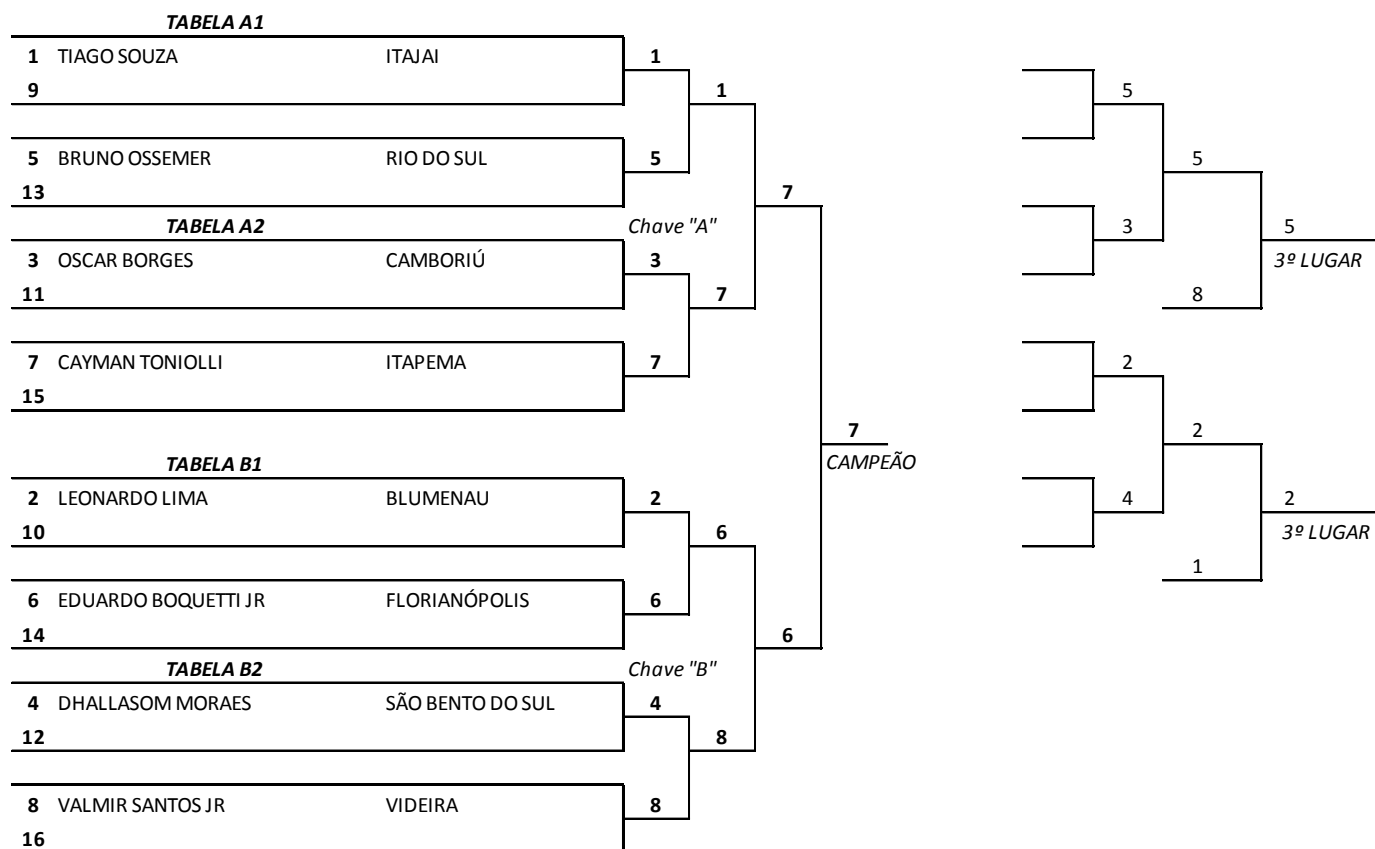 TABELA A1
1 TIAGO SOUZA ITAJAI 1
9 1 5
5 BRUNO OSSEMER RIO DO SUL 5 5
13 7
TABELA A2 Chave "A" 3 5
3 OSCAR BORGES CAMBORIÚ 3 3º LUGAR
11 7 8
7 CAYMAN TONIOLLI ITAPEMA 7 2
15
7 2
TABELA B1 CAMPEÃO
2 LEONARDO LIMA BLUMENAU 2 4 2
10 6 3º LUGAR
1
6 EDUARDO BOQUETTI JR FLORIANÓPOLIS 6
14 6
TABELA B2 Chave "B"
4 DHALLASOM MORAES SÃO BENTO DO SUL 4
12 8
8 VALMIR SANTOS JR VIDEIRA 8
16